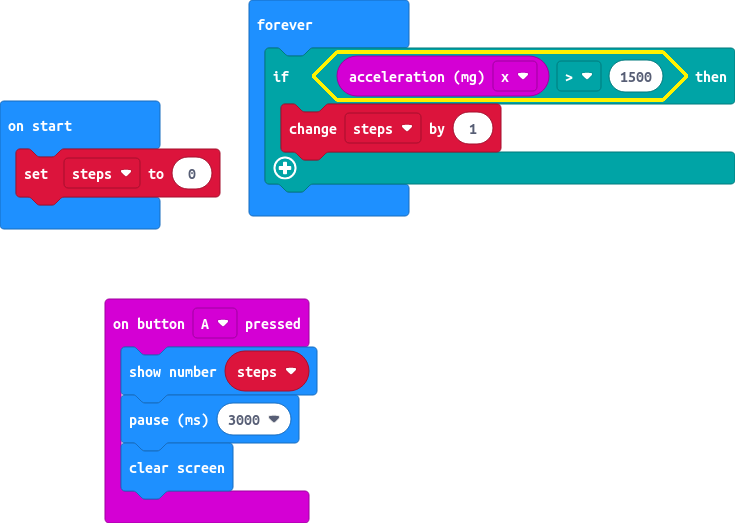 forever
if acceleration (mg) x > 1500 then
change steps by 1
on start
set steps to 0
on button A pressed
show number steps
pause (ms) 3000
clear screen